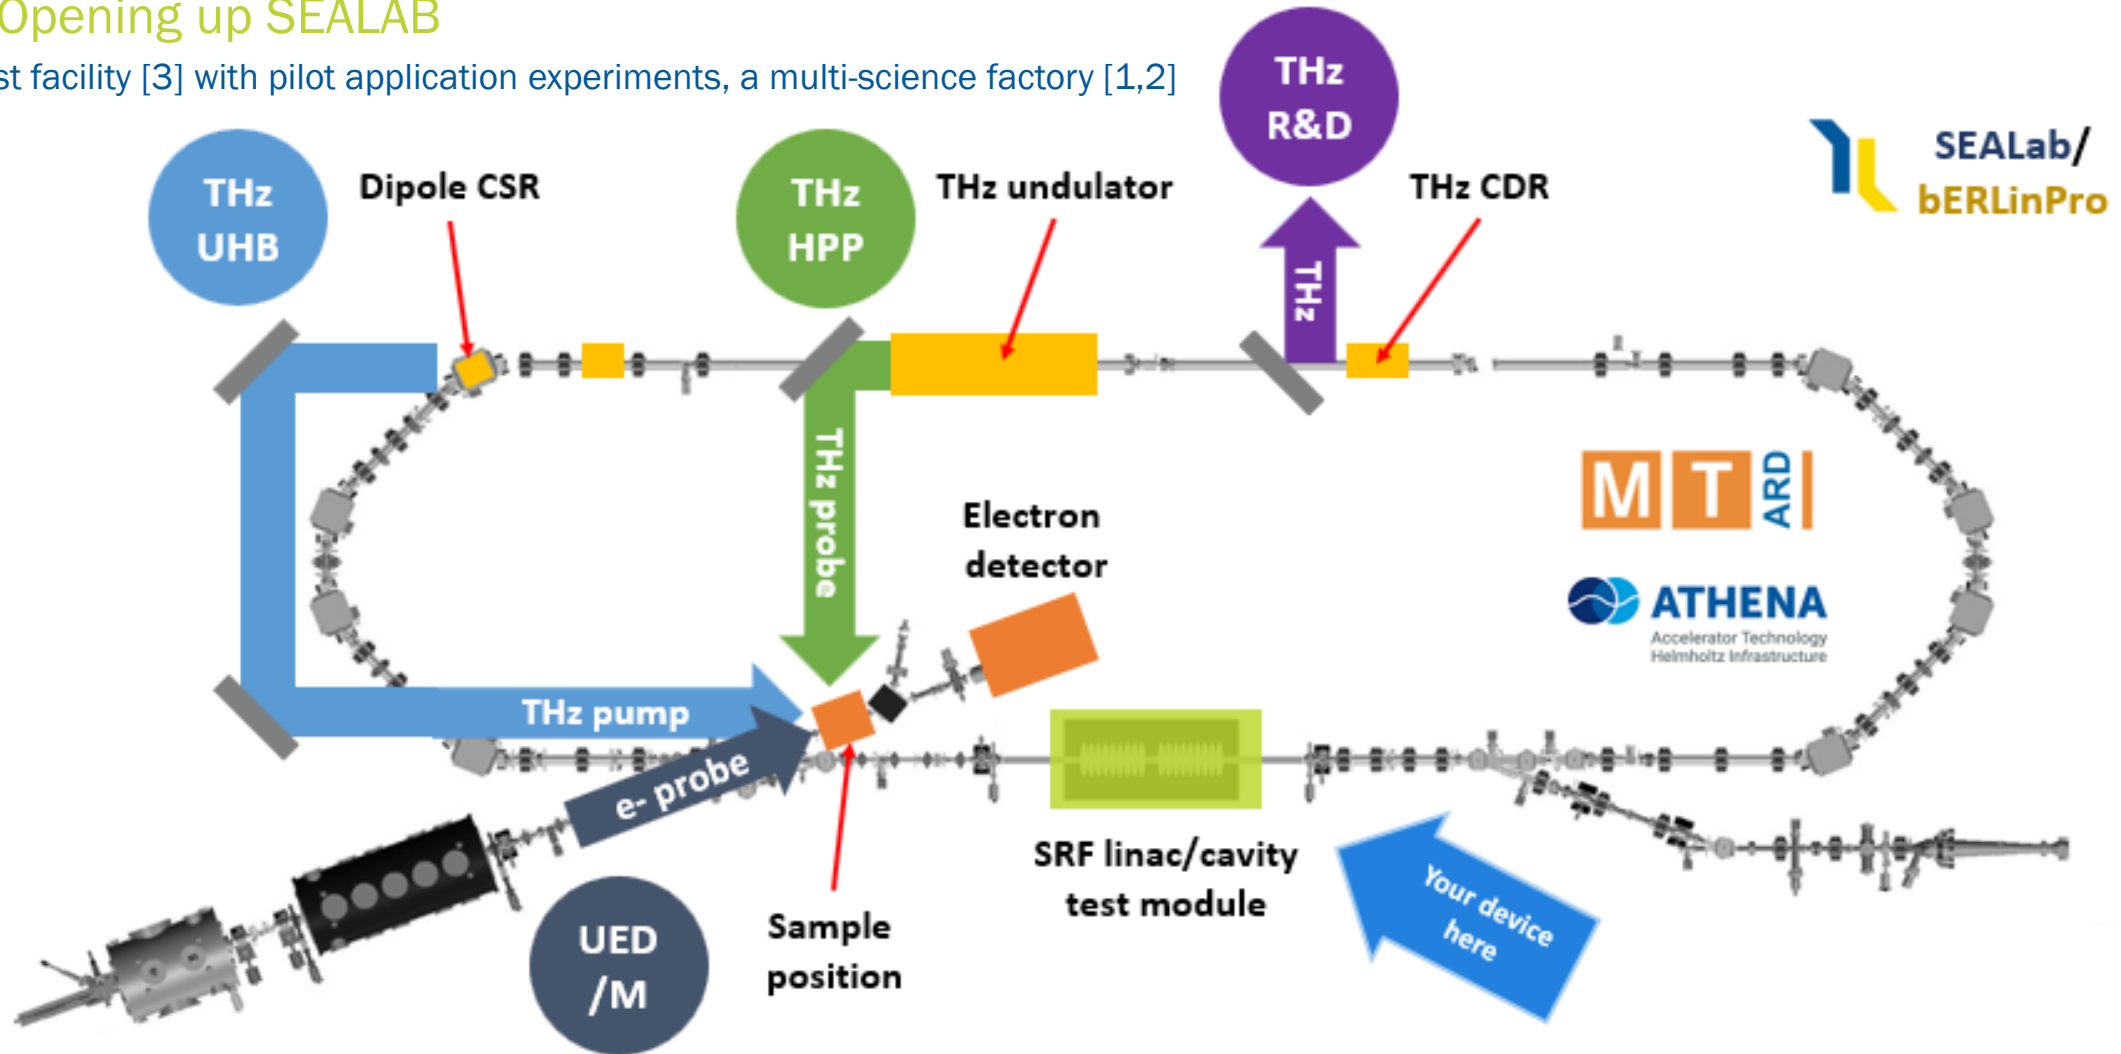 Opening up SEALAB
st facility [3] with pilot application experiments, a multi-science factory [1,2]
THz
R&D
THz
UHB
Dipole CSR
THz
HPP
THz undulator
THz CDR
SEALab/
bERLinPro
THz
THz probe
Electron
detector
MT ARD
ATHENA
Accelerator Technology
Helmholtz Infrastructure
THz pump
e- probe
SRF linac/cavity
test module
Your device
here
Sample
position
UED
/M